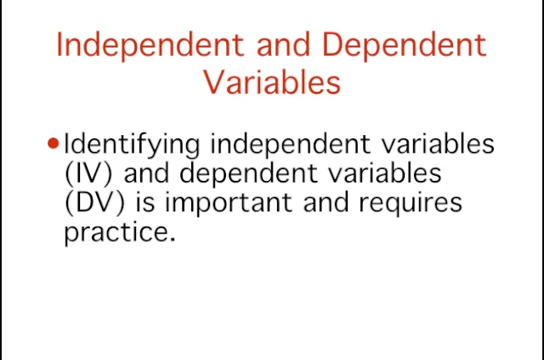 Independent and Dependent
Variables
•Identifying independent variables
(IV) and dependent variables
(DV) is important and requires
practice.